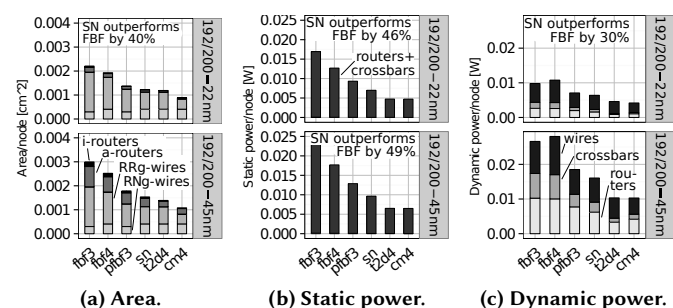 SN outperforms
FBF by 40%
0.004
0.003
0.002
0.001
0.000
192/200−22nm
i-routers
a-routers
RRg-wires
RNg-wires
0.004
0.003
0.002
0.001
0.000
192/200−45nm
Area/node [cm^2]
fbf3
fbf4
pfbf3
sn
t2d4
cm4
(a) Area.
SN outperforms
FBF by 46%
routers+
crossbars
0.025
0.020
0.015
0.010
0.005
0.000
192/200−22nm
SN outperforms
FBF by 49%
0.025
0.020
0.015
0.010
0.005
0.000
192/200−45nm
Static power/node [W]
fbf3
fbf4
pfbf3
sn
t2d4
cm4
(b) Static power.
SN outperforms
FBF by 30%
0.02
0.01
0.00
192/200−22nm
wires
crossbars
rou-
ters
0.02
0.01
0.00
192/200−45nm
Dynamic power/node [W]
fbf3
fbf4
pfbf3
sn
t2d4
cm4
(c) Dynamic power.